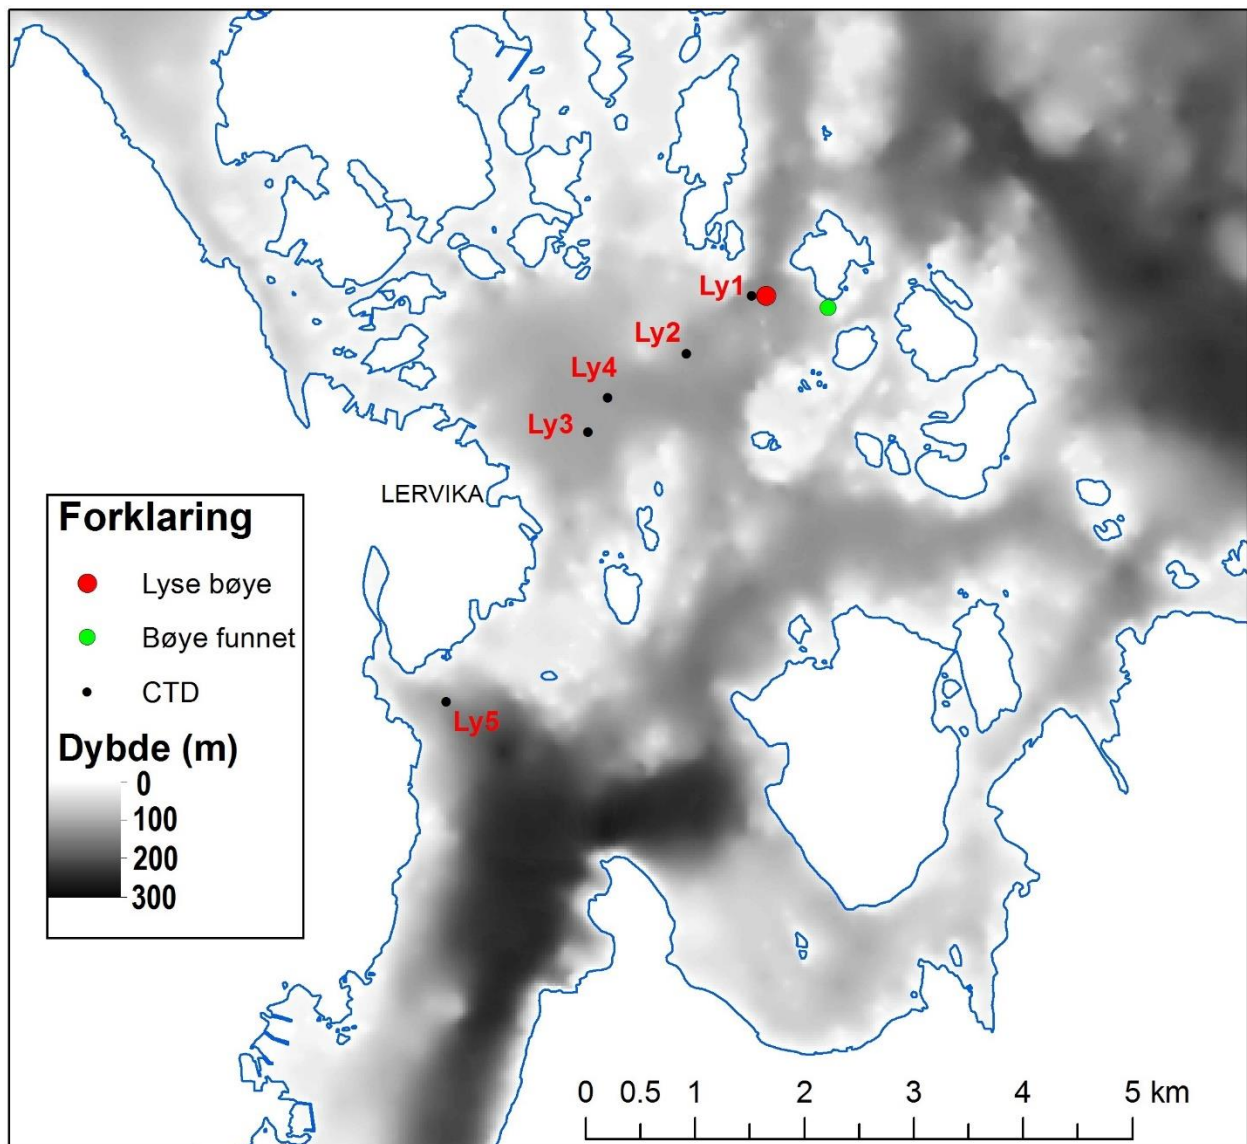 Ly1
Ly2
Ly4
Ly3
LERVIKA
Forklaring
Lyse bøye
Bøye funnet
CTD
Dybde (m)
0
100
200
300
Ly5
0 0.5 1 2 3 4 5 km